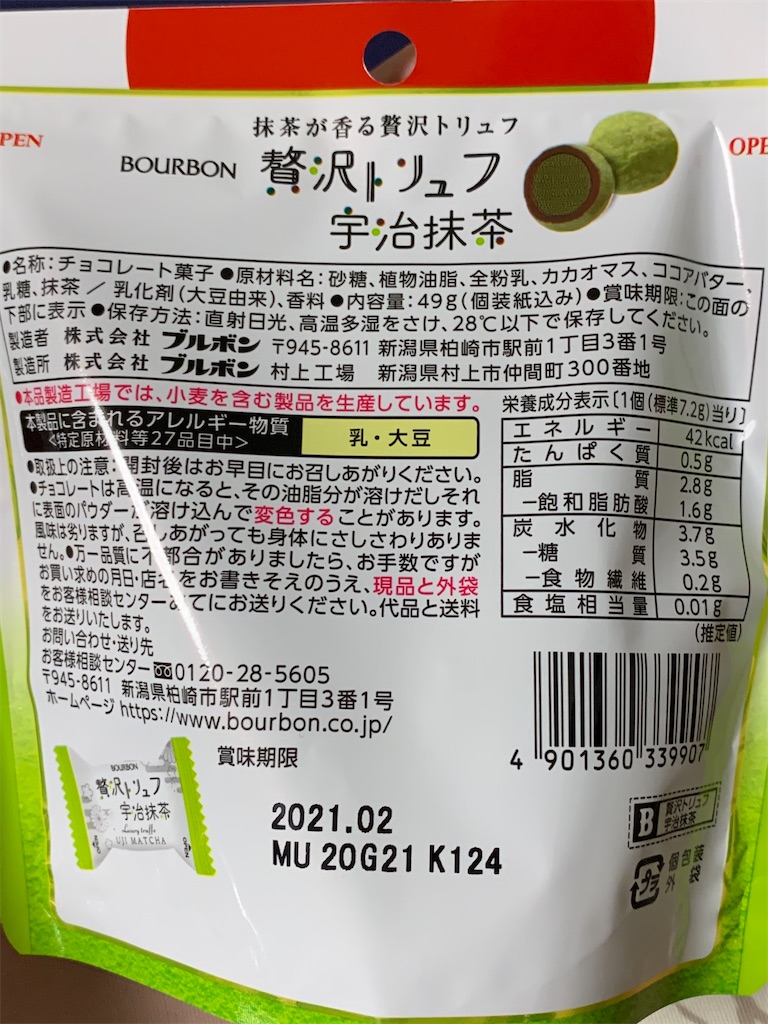 PEN
OPE
抹茶が香る贅沢トリュフ
BOURBON 贅沢トリュフ
宇治抹茶
●名称:チョコレート菓子●原材料名:砂糖、植物油脂、全粉乳、カカオマス、ココアバター、
乳糖、抹茶／乳化剤(大豆由来)、香料●内容量:49g(個装紙込み)●賞味期限:この面の
下部に表示●保存方法:直射日光、高温多湿をさけ、28℃以下で保存してください。
製造者 株式会社 ブルボン 〒945-8611 新潟県柏崎市駅前1丁目3番1号
製造所 株式会社 ブルボン 村上工場 新潟県村上市仲間町300番地
●本品製造工場では、小麦を含む製品を生産しています。
本製品に含まれるアレルギー物質
<特定原材料等27品目中>
乳・大豆
●取扱上の注意:開封後はお早目にお召しあがりください。
●チョコレートは高温になると、その油脂分が溶けだしそれ
に表面のパウダーが溶け込んで変色することがあります。
風味は劣りますが、召しあがっても身体にさしさわりありま
せん。●万一品質に不都合がありましたら、お手数ですが
お買い求めの月日・店名をお書きそえのうえ、現品と外袋
をお客様相談センターあてにお送りください。代品と送料
をお送りいたします。
お問い合わせ・送り先
お客様相談センター 0120-28-5605
〒945-8611 新潟県柏崎市駅前1丁目3番1号
ホームページ https://www.bourbon.co.jp/
栄養成分表示[1個(標準7.2g)当り]
エネルギー 42kcal
たんぱく質 0.5g
脂質 2.8g
−飽和脂肪酸 1.6g
炭水化物 3.7g
−糖質 3.5g
−食物繊維 0.2g
食塩相当量 0.01g
(推定値)
4 901360 339907
BOURBON
贅沢トリュフ
宇治抹茶
Luxury truffe
UJI MATCHA
賞味期限
2021.02
MU 20G21 K124
B 贅沢トリュフ
宇治抹茶
プラ
個包装
外袋